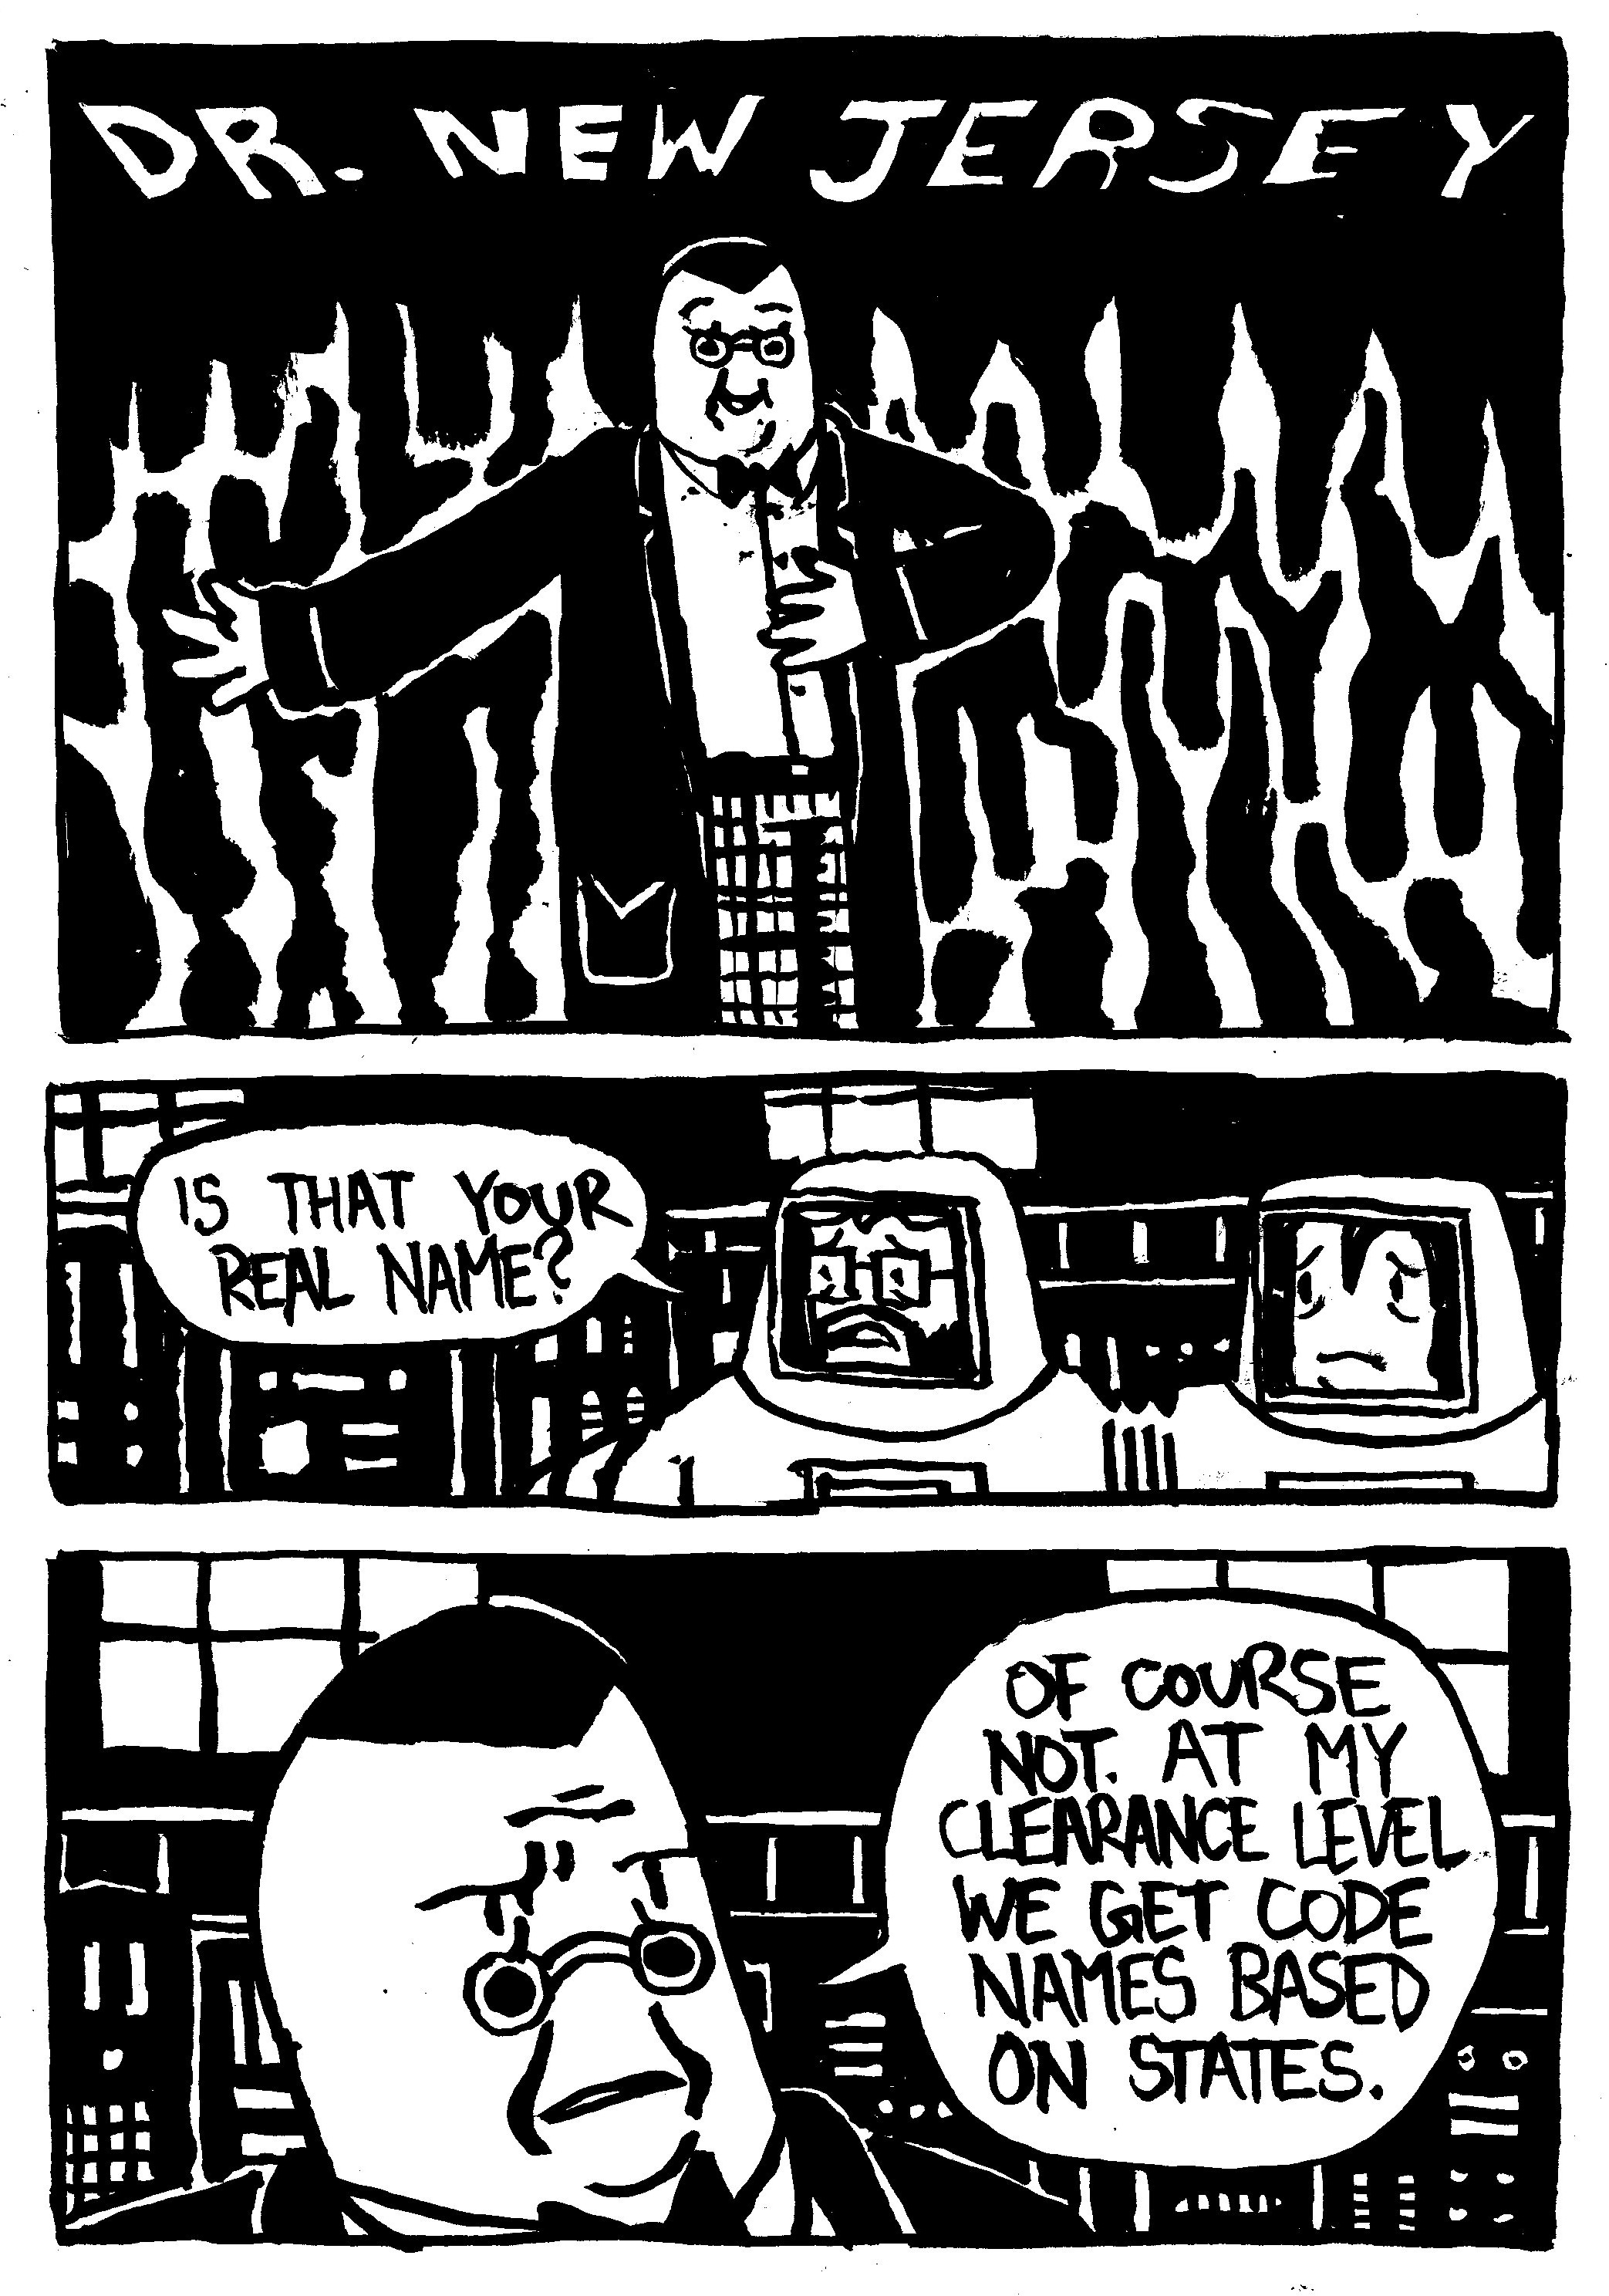 DR. NEW JERSEY
IS THAT YOUR
REAL NAME?
OF COURSE
NOT. AT MY
CLEARANCE LEVEL
WE GET CODE
NAMES BASED
ON STATES.